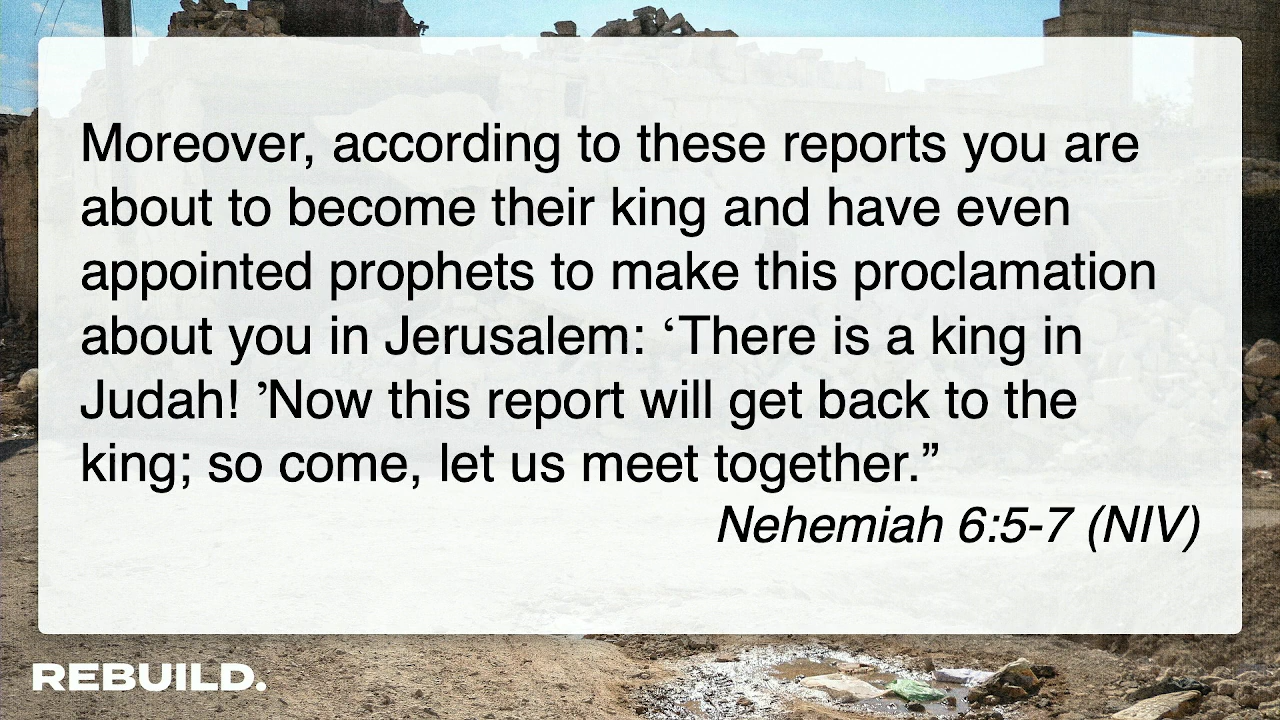 Moreover, according to these reports you are
about to become their king and have even
appointed prophets to make this proclamation
about you in Jerusalem: ‘There is a king in
Judah! ’Now this report will get back to the
king; so come, let us meet together.”
Nehemiah 6:5-7 (NIV)
REBUILD.